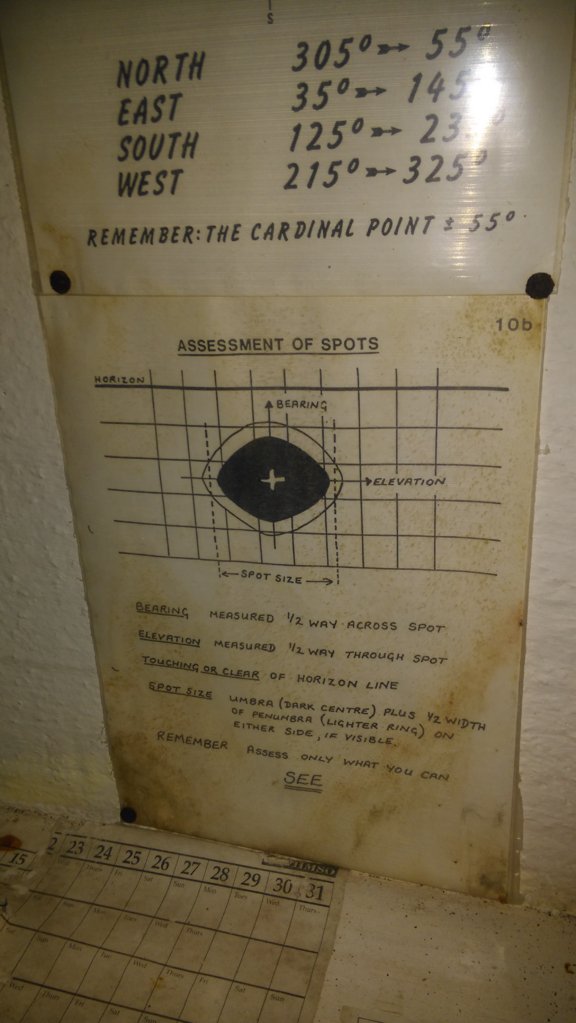 S
NORTH 305° ➳ 55°
EAST 35° ➳ 145
SOUTH 125° ➳ 23
WEST 215° ➳ 325°
REMEMBER: THE CARDINAL POINT ± 55°
10b
ASSESSMENT OF SPOTS
HORIZON
BEARING
ELEVATION
SPOT SIZE
BEARING MEASURED 1/2 WAY ACROSS SPOT
ELEVATION MEASURED 1/2 WAY THROUGH SPOT
TOUCHING OR CLEAR OF HORIZON LINE
SPOT SIZE UMBRA (DARK CENTRE) PLUS 1/2 WIDTH
OF PENUMBRA (LIGHTER RING) ON
EITHER SIDE, IF VISIBLE.
REMEMBER ASSESS ONLY WHAT YOU CAN
SEE
15 2 23 24 25 26 27 28 29 30 31